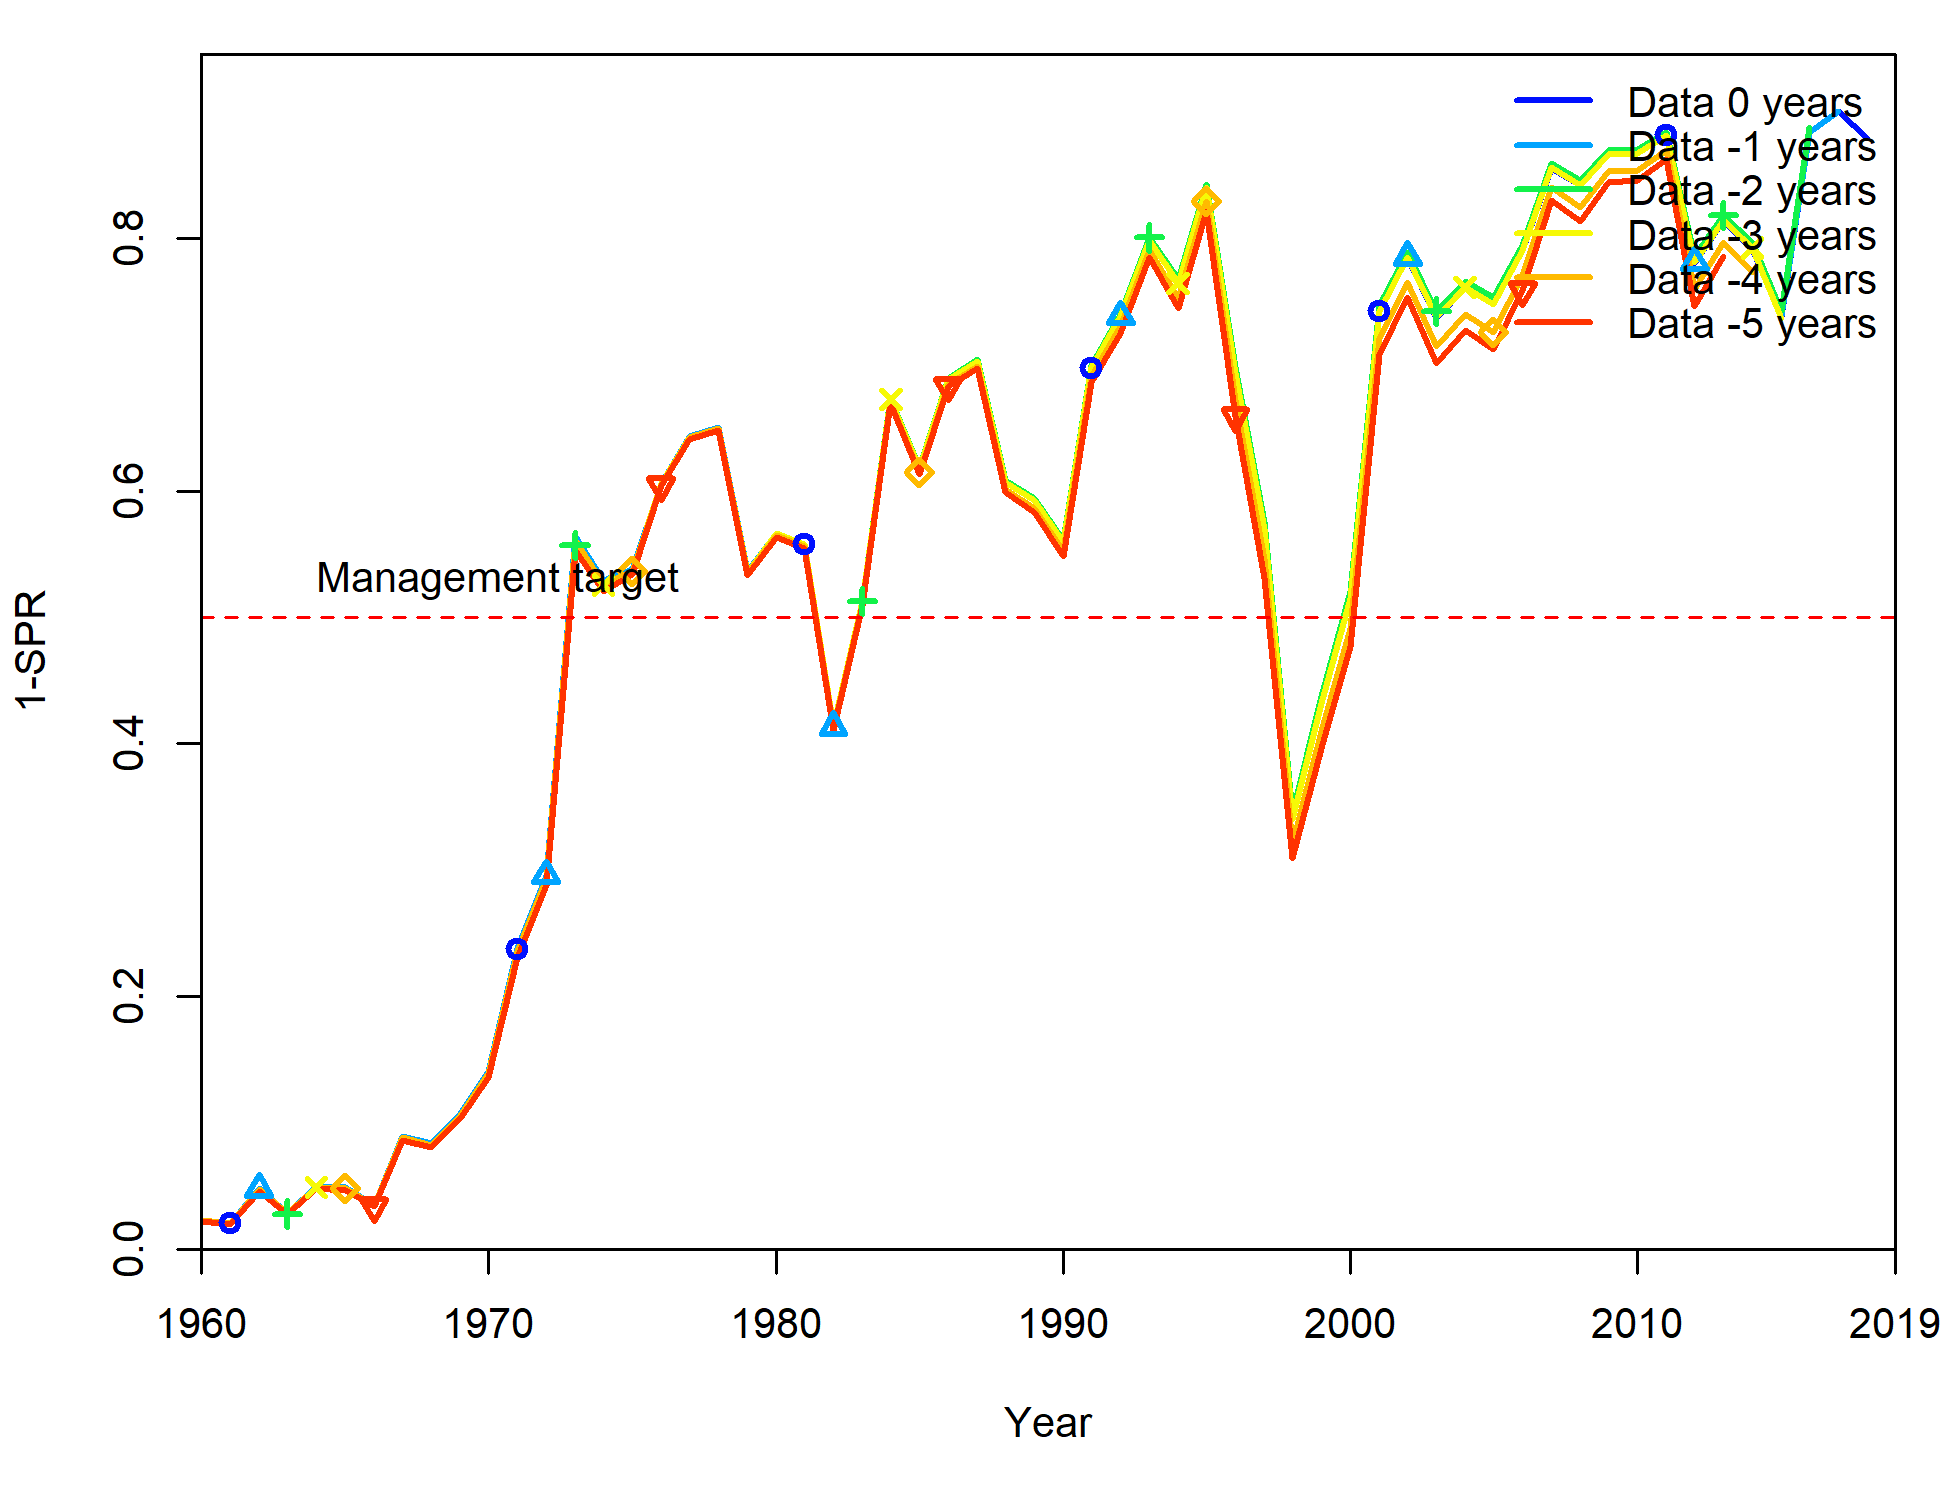 Data 0 years
Data -1 years
Data -2 years
Data -3 years
Data -4 years
Data -5 years
Management target
1-SPR
0.8
0.6
0.4
0.2
0.0
1960 1970 1980 1990 2000 2010 2019
Year